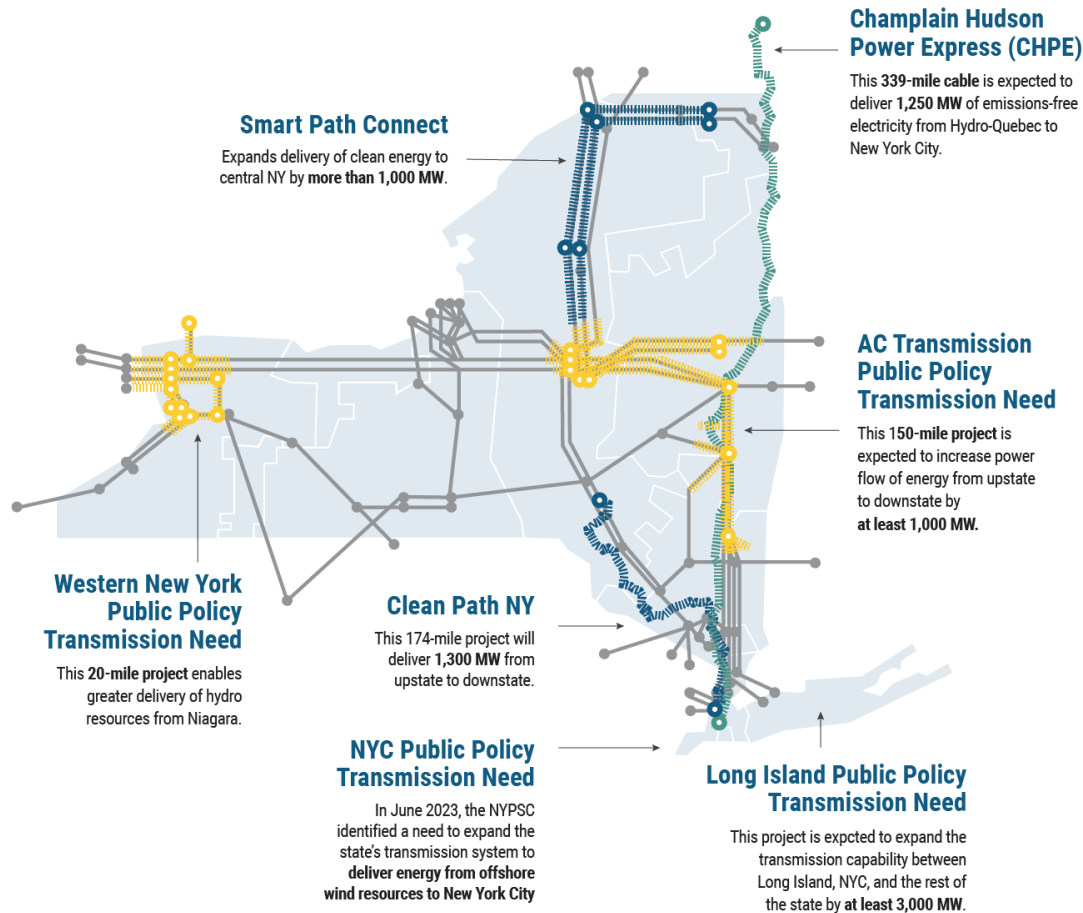 Champlain Hudson
Power Express (CHPE)
This 339-mile cable is expected to
deliver 1,250 MW of emissions-free
electricity from Hydro-Quebec to
New York City.
Smart Path Connect
Expands delivery of clean energy to
central NY by more than 1,000 MW.
AC Transmission
Public Policy
Transmission Need
This 150-mile project is
expected to increase power
flow of energy from upstate
to downstate by
at least 1,000 MW.
Western New York
Public Policy
Transmission Need
This 20-mile project enables
greater delivery of hydro
resources from Niagara.
Clean Path NY
This 174-mile project will
deliver 1,300 MW from
upstate to downstate.
NYC Public Policy
Transmission Need
In June 2023, the NYPSC
identified a need to expand the
state's transmission system to
deliver energy from offshore
wind resources to New York City
Long Island Public Policy
Transmission Need
This project is expcted to expand the
transmission capability between
Long Island, NYC, and the rest of
the state by at least 3,000 MW.